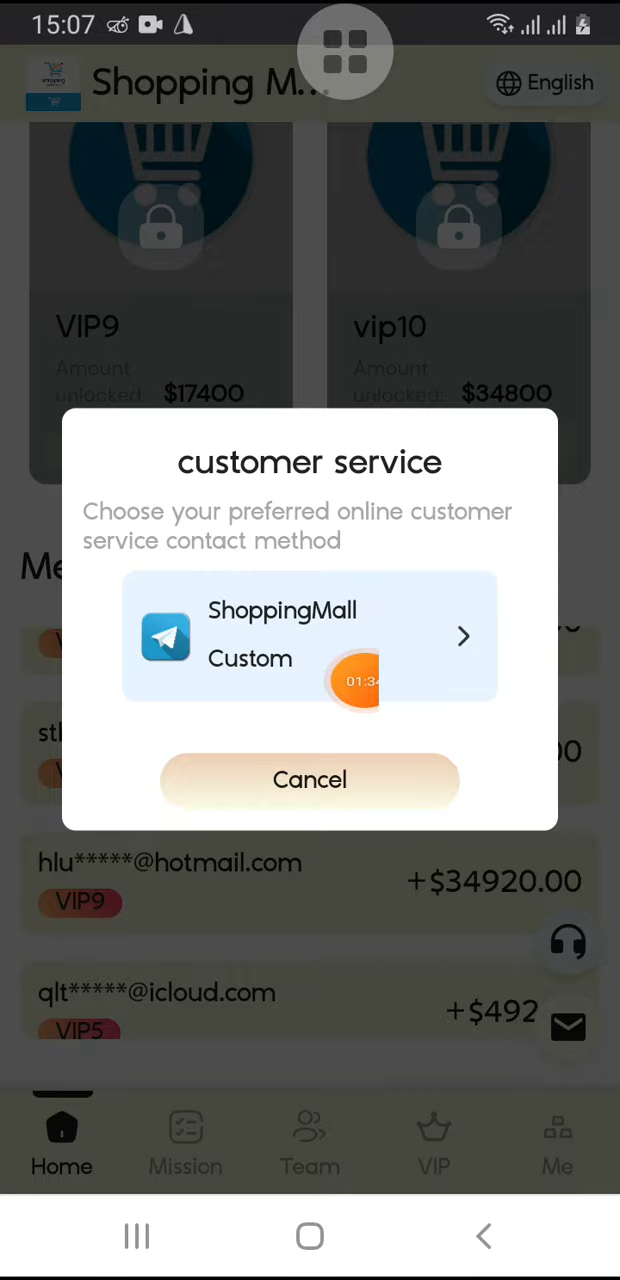 15:07
Shopping M...
English
VIP9
vip10
Amount
unlocked: $17400
Amount
unlocked: $34800
customer service
Choose your preferred online customer
service contact method
ShoppingMall
Custom
01:34
Cancel
hlu*****@hotmail.com
+$34920.00
VIP9
qlt*****@icloud.com
+$492
VIP5
Home
Mission
Team
VIP
Me